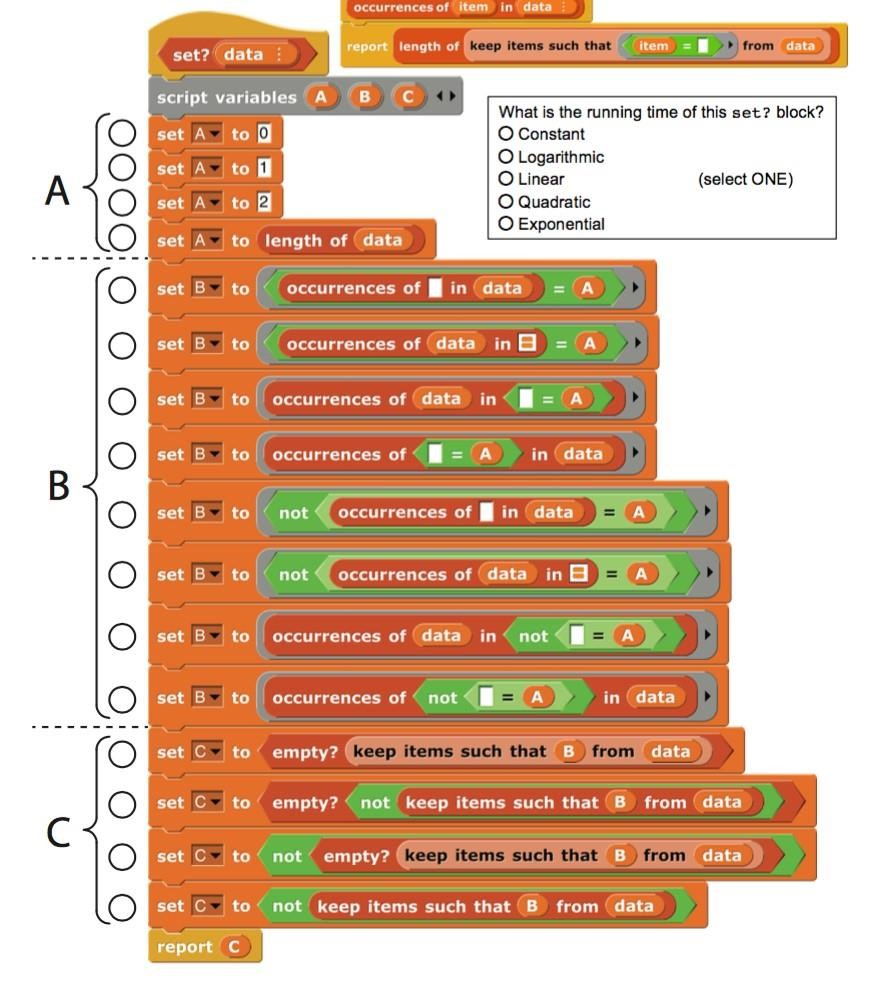 occurrences of item in data
report length of keep items such that item = from data
set? data
script variables A B C
What is the running time of this set? block?
Constant
Logarithmic
Linear (select ONE)
Quadratic
Exponential
A
set A to 0
set A to 1
set A to 2
set A to length of data
B
set B to occurrences of in data = A
set B to occurrences of data in = A
set B to occurrences of data in = A
set B to occurrences of = A in data
set B to not occurrences of in data = A
set B to not occurrences of data in = A
set B to occurrences of data in not = A
set B to occurrences of not = A in data
C
set C to empty? keep items such that B from data
set C to empty? not keep items such that B from data
set C to not empty? keep items such that B from data
set C to not keep items such that B from data
report C